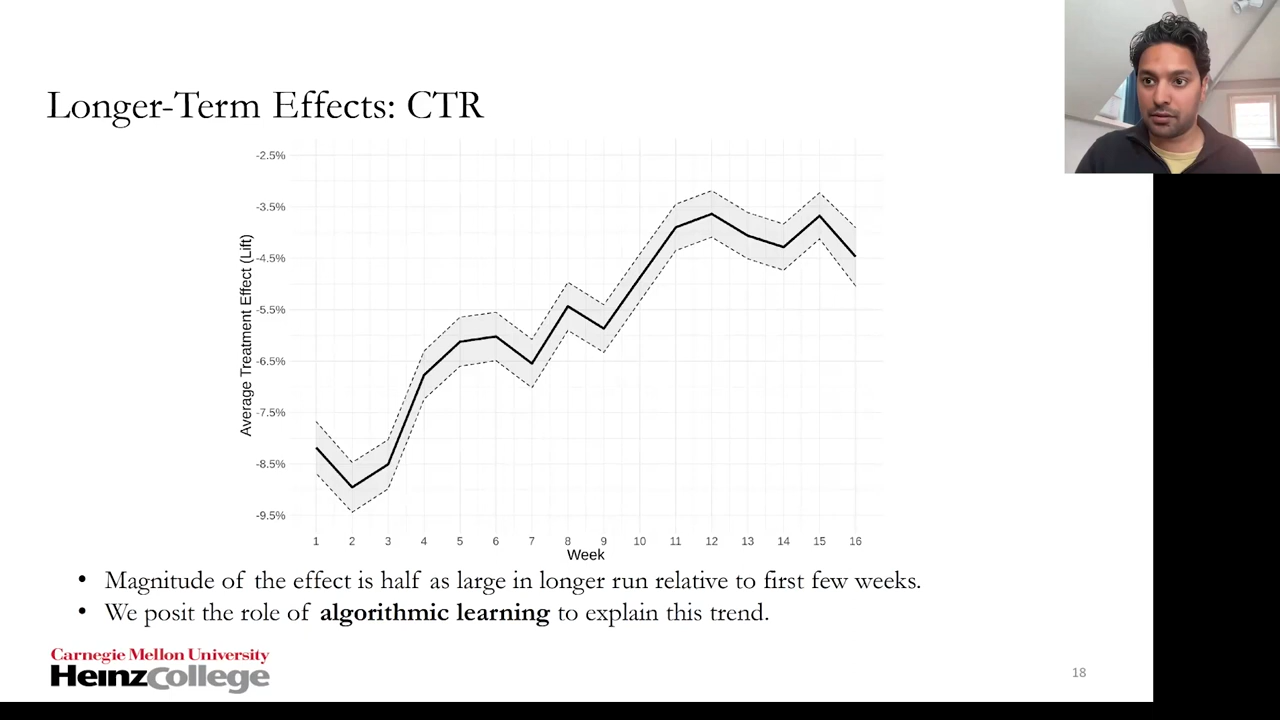 Longer-Term Effects: CTR
-2.5%
-3.5%
-4.5%
-5.5%
-6.5%
-7.5%
-8.5%
-9.5%
Average Treatment Effect (Lift)
1 2 3 4 5 6 7 8 9 10 11 12 13 14 15 16
Week
• Magnitude of the effect is half as large in longer run relative to first few weeks.
• We posit the role of algorithmic learning to explain this trend.
Carnegie Mellon University
HeinzCollege
18